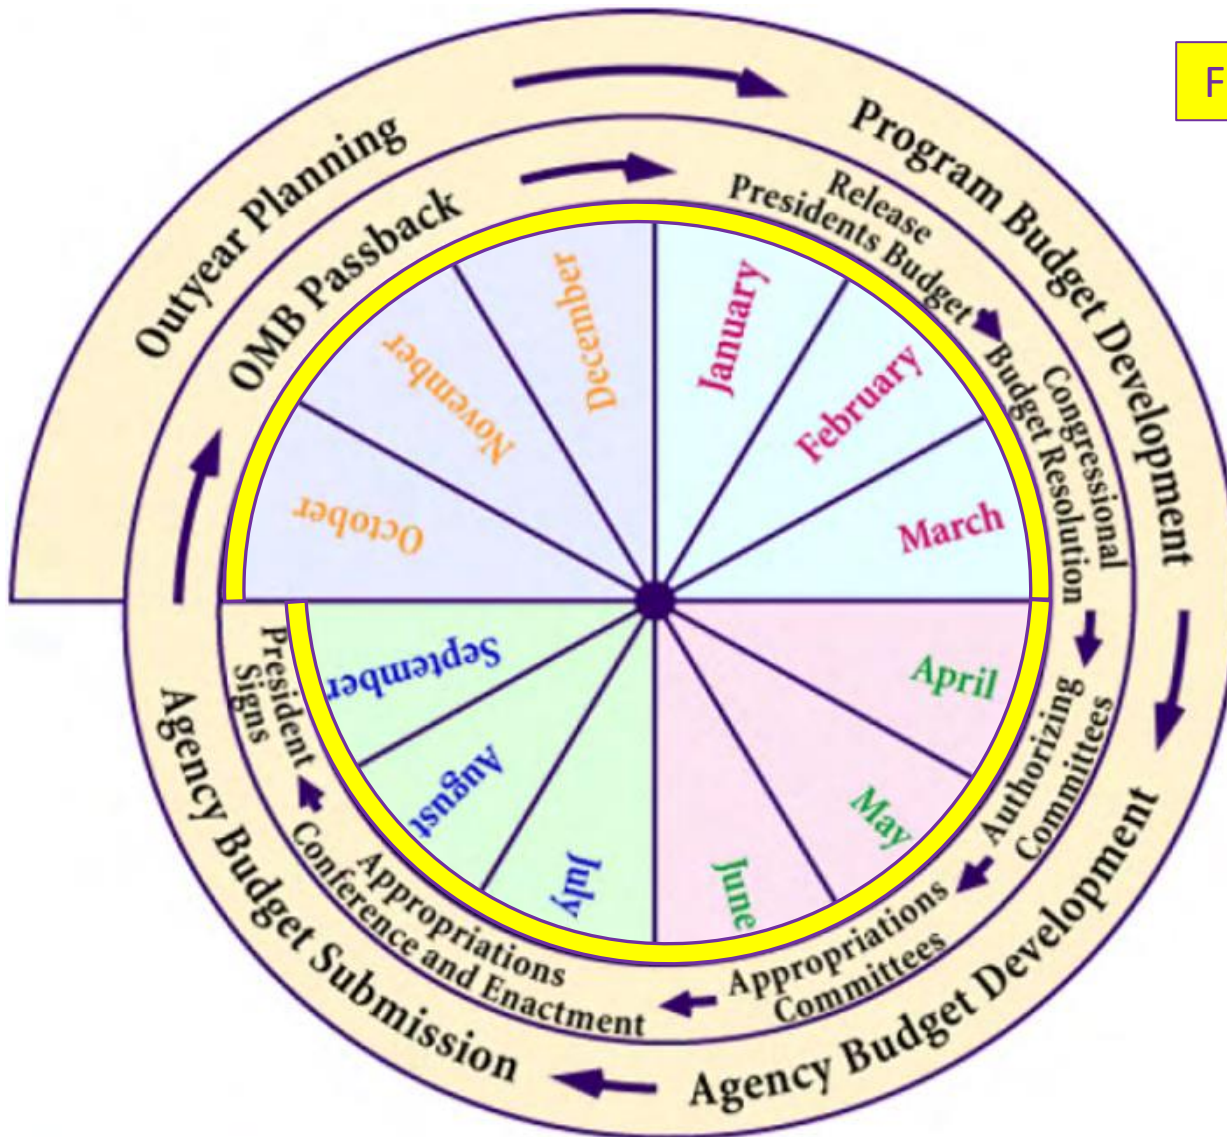 F
Outyear Planning
Program Budget Development
Agency Budget Development
Agency Budget Submission
OMB Passback
Release
Presidents Budget
Congressional
Budget Resolution
Authorizing
Committees
Appropriations
Committees
Appropriations
Conference and Enactment
President
Signs
January
February
March
April
May
June
July
August
September
October
November
December